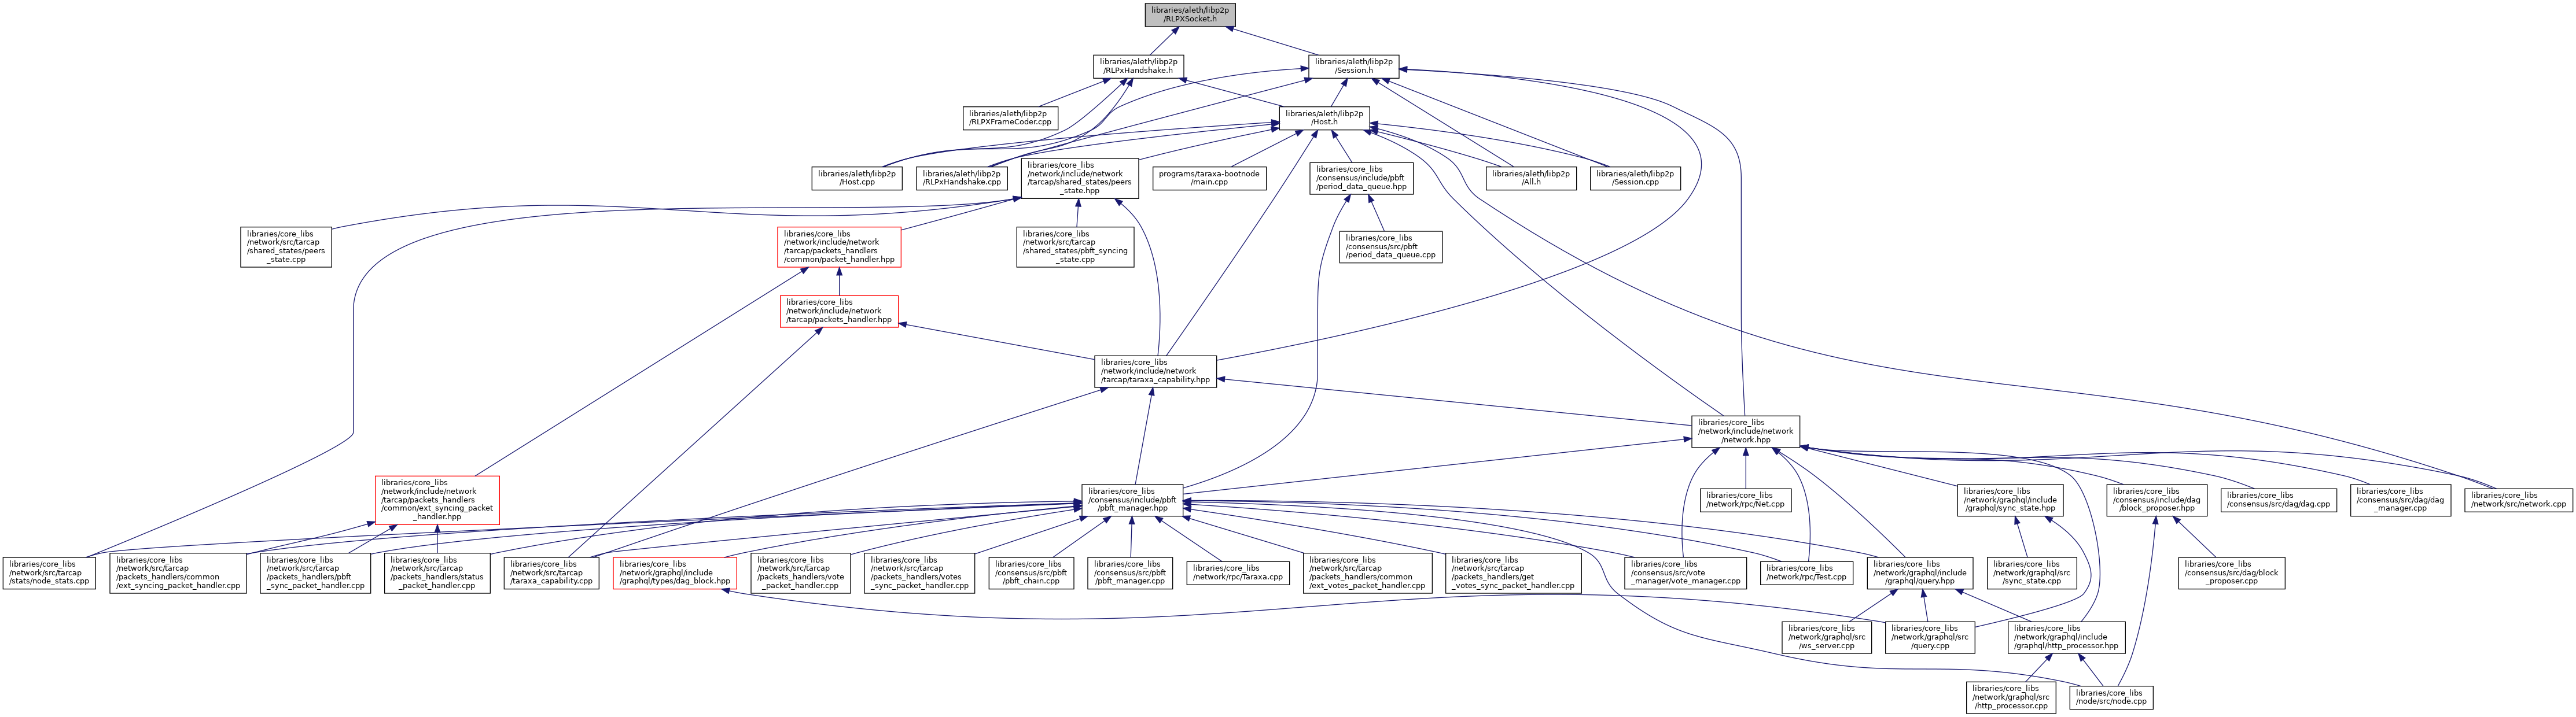 libraries/aleth/libp2p
/RLPXSocket.h
libraries/aleth/libp2p
/RLPxHandshake.h
libraries/aleth/libp2p
/Session.h
libraries/aleth/libp2p
/RLPXFrameCoder.cpp
libraries/aleth/libp2p
/Host.h
libraries/aleth/libp2p
/Host.cpp
libraries/aleth/libp2p
/RLPxHandshake.cpp
libraries/core_libs
/network/include/network
/tarcap/shared_states/peers
_state.hpp
programs/taraxa-bootnode
/main.cpp
libraries/core_libs
/consensus/include/pbft
/period_data_queue.hpp
libraries/aleth/libp2p
/All.h
libraries/aleth/libp2p
/Session.cpp
libraries/core_libs
/network/src/tarcap
/shared_states/peers
_state.cpp
libraries/core_libs
/network/include/network
/tarcap/packets_handlers
/common/packet_handler.hpp
libraries/core_libs
/network/src/tarcap
/shared_states/pbft_syncing
_state.cpp
libraries/core_libs
/consensus/src/pbft
/period_data_queue.cpp
libraries/core_libs
/network/include/network
/tarcap/packets_handler.hpp
libraries/core_libs
/network/include/network
/tarcap/taraxa_capability.hpp
libraries/core_libs
/network/include/network
/network.hpp
libraries/core_libs
/network/include/network
/tarcap/packets_handlers
/common/ext_syncing_packet
_handler.hpp
libraries/core_libs
/consensus/include/pbft
/pbft_manager.hpp
libraries/core_libs
/network/rpc/Net.cpp
libraries/core_libs
/network/graphql/include
/graphql/sync_state.hpp
libraries/core_libs
/consensus/include/dag
/block_proposer.hpp
libraries/core_libs
/consensus/src/dag/dag.cpp
libraries/core_libs
/consensus/src/dag/dag
_manager.cpp
libraries/core_libs
/network/src/network.cpp
libraries/core_libs
/network/src/tarcap
/stats/node_stats.cpp
libraries/core_libs
/network/src/tarcap
/packets_handlers/common
/ext_syncing_packet_handler.cpp
libraries/core_libs
/network/src/tarcap
/packets_handlers/pbft
_sync_packet_handler.cpp
libraries/core_libs
/network/src/tarcap
/packets_handlers/status
_packet_handler.cpp
libraries/core_libs
/network/src/tarcap
/taraxa_capability.cpp
libraries/core_libs
/network/graphql/include
/graphql/types/dag_block.hpp
libraries/core_libs
/network/src/tarcap
/packets_handlers/vote
_packet_handler.cpp
libraries/core_libs
/network/src/tarcap
/packets_handlers/votes
_sync_packet_handler.cpp
libraries/core_libs
/consensus/src/pbft
/pbft_chain.cpp
libraries/core_libs
/consensus/src/pbft
/pbft_manager.cpp
libraries/core_libs
/network/rpc/Taraxa.cpp
libraries/core_libs
/network/src/tarcap
/packets_handlers/common
/ext_votes_packet_handler.cpp
libraries/core_libs
/network/src/tarcap
/packets_handlers/get
_votes_sync_packet_handler.cpp
libraries/core_libs
/consensus/src/vote
_manager/vote_manager.cpp
libraries/core_libs
/network/rpc/Test.cpp
libraries/core_libs
/network/graphql/include
/graphql/query.hpp
libraries/core_libs
/network/graphql/src
/sync_state.cpp
libraries/core_libs
/consensus/src/dag/block
_proposer.cpp
libraries/core_libs
/network/graphql/src
/ws_server.cpp
libraries/core_libs
/network/graphql/src
/query.cpp
libraries/core_libs
/network/graphql/include
/graphql/http_processor.hpp
libraries/core_libs
/network/graphql/src
/http_processor.cpp
libraries/core_libs
/node/src/node.cpp